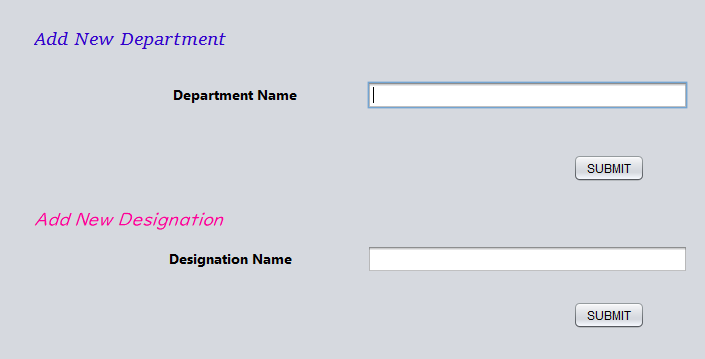 Add New Department
Department Name
SUBMIT
Add New Designation
Designation Name
SUBMIT